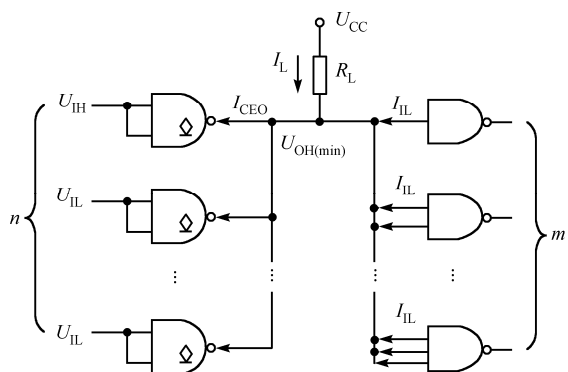 U_CC
I_L
R_L
U_IH
I_CEO
I_IL
U_OH(min)
U_IL
I_IL
n
m
⋮ ⋮ ⋮ ⋮
I_IL
U_IL